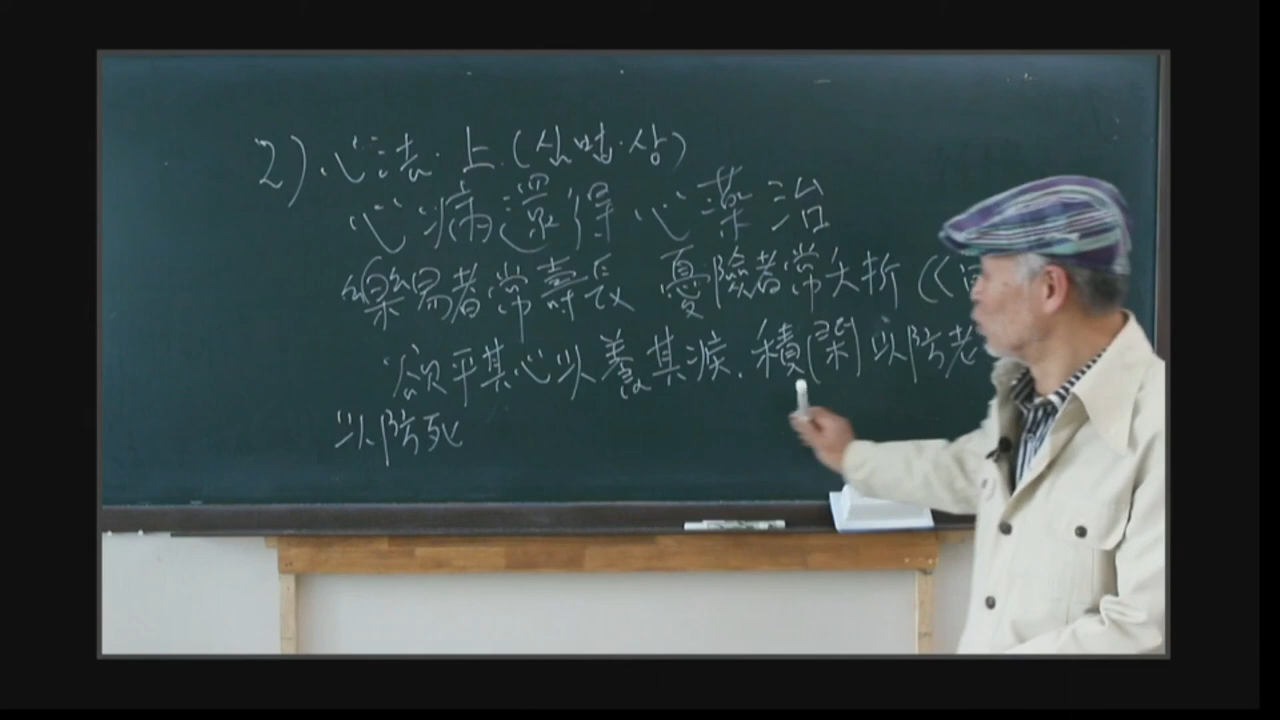 2) 心法·上(심법·상)
心病還得心藥治
樂易者常壽長 憂險者常夭折 《
欲平其心以養其疾. 積 以防老
以防死